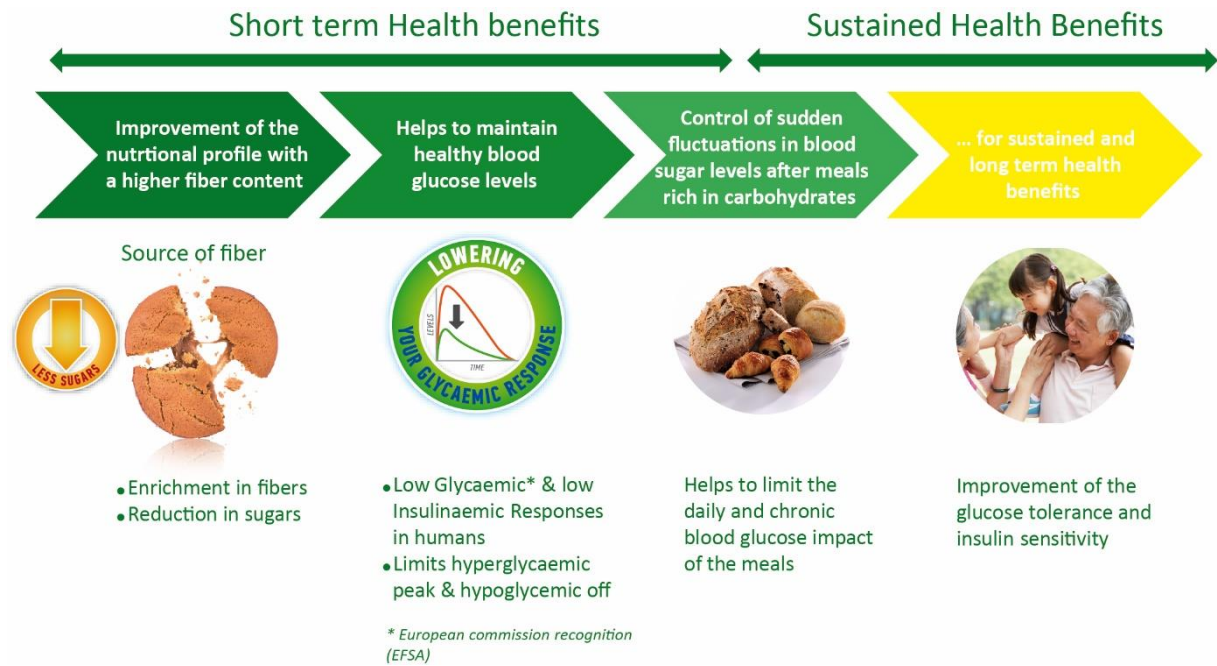 Short term Health benefits
Sustained Health Benefits
Improvement of the
nutrtional profile with
a higher fiber content
Helps to maintain
healthy blood
glucose levels
Control of sudden
fluctuations in blood
sugar levels after meals
rich in carbohydrates
... for sustained and
long term health
benefits
Source of fiber
LESS SUGARS
LOWERING
YOUR GLYCAEMIC RESPONSE
LEVELS
TIME
• Enrichment in fibers
• Reduction in sugars
• Low Glycaemic* & low
Insulinaemic Responses
in humans
• Limits hyperglycaemic
peak & hypoglycemic off
* European commission recognition
(EFSA)
Helps to limit the
daily and chronic
blood glucose impact
of the meals
Improvement of the
glucose tolerance and
insulin sensitivity